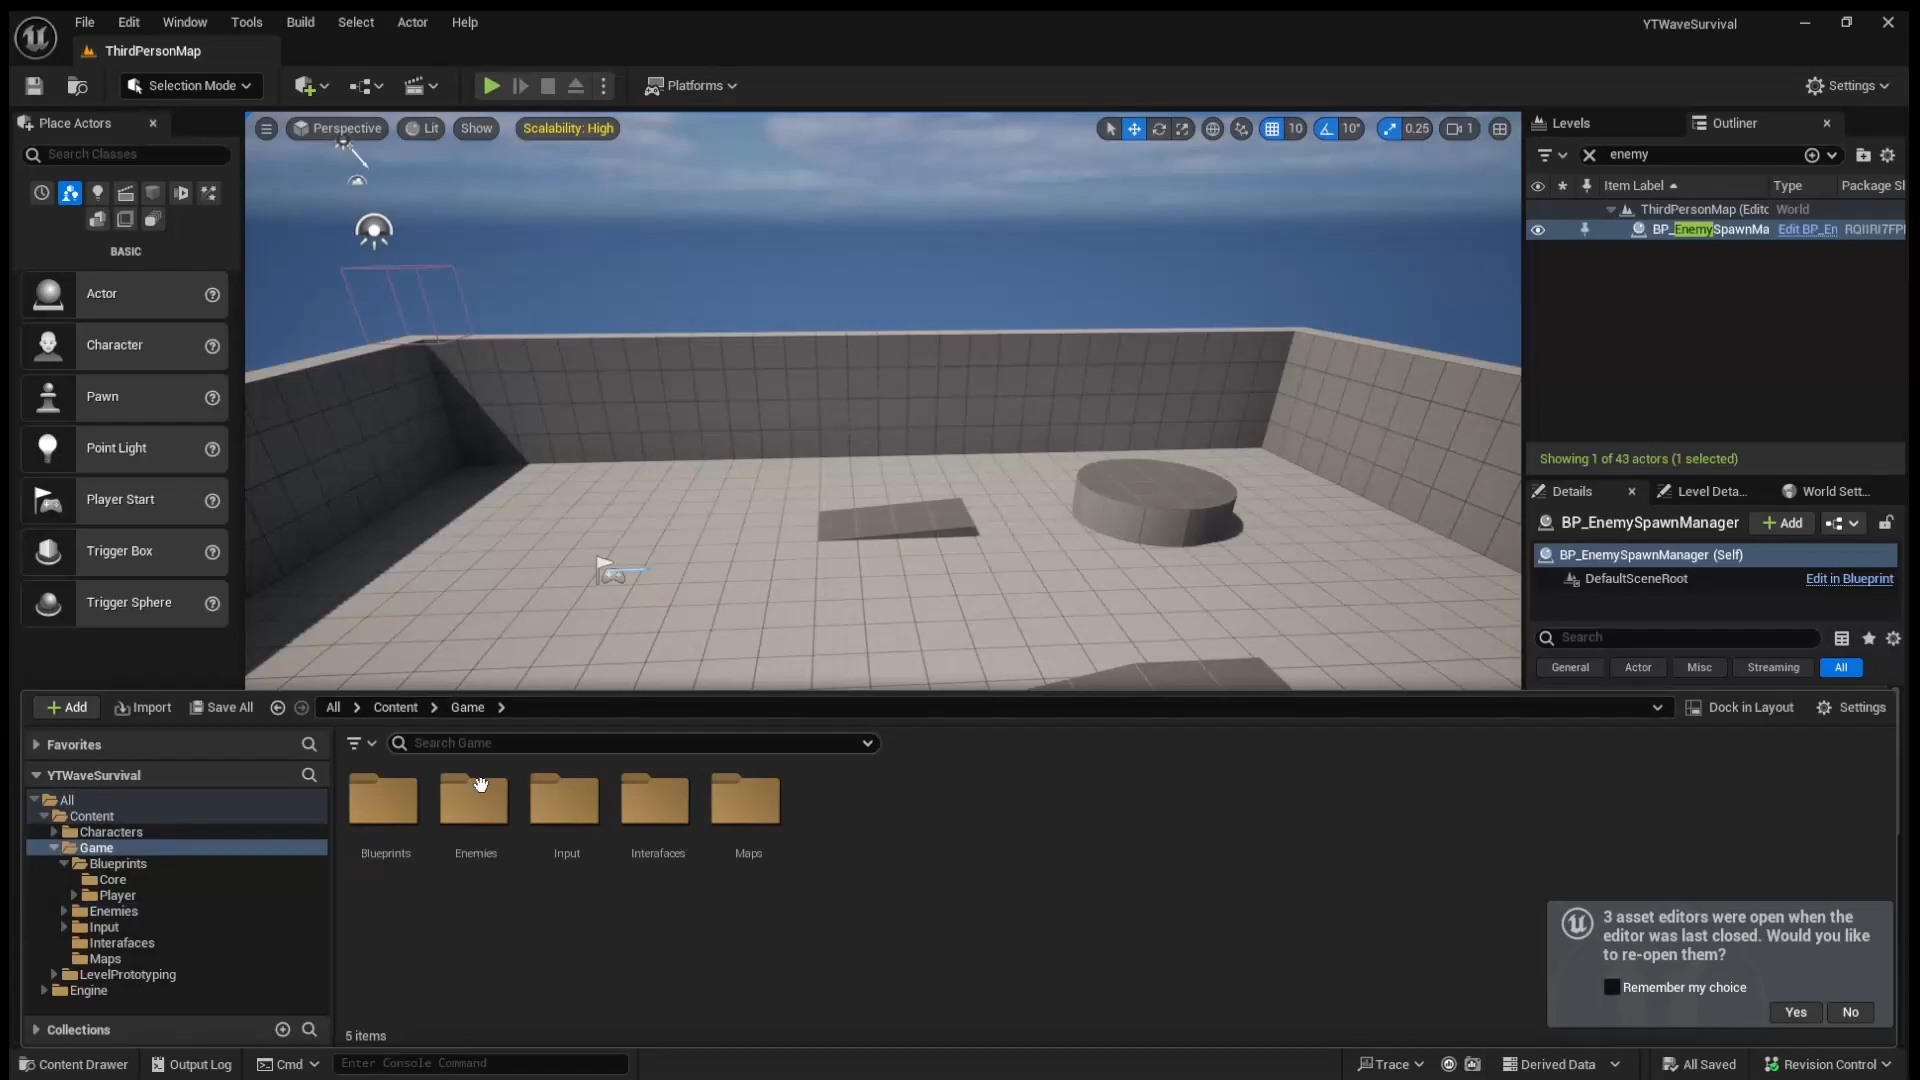 File Edit Window Tools Build Select Actor Help
YTWaveSurvival
ThirdPersonMap
Selection Mode
Platforms
Settings
Place Actors
Search Classes
BASIC
Actor
Character
Pawn
Point Light
Player Start
Trigger Box
Trigger Sphere
Perspective Lit Show Scalability: High
10 10° 0.25 1
Levels Outliner
enemy
Item Label Type Package Sl
ThirdPersonMap (Editc World
BP_EnemySpawnMa Edit BP_En RQIIRI7FPI
Showing 1 of 43 actors (1 selected)
Details Level Deta... World Sett...
BP_EnemySpawnManager Add
BP_EnemySpawnManager (Self)
DefaultSceneRoot Edit in Blueprint
Search
General Actor Misc Streaming All
Add Import Save All All Content Game Dock in Layout Settings
Favorites
Search Game
YTWaveSurvival
All
Content
Characters
Game
Blueprints
Core
Player
Enemies
Input
Interafaces
Maps
LevelPrototyping
Engine
Collections
Blueprints Enemies Input Interafaces Maps
5 items
3 asset editors were open when the
editor was last closed. Would you like
to re-open them?
Remember my choice
Yes No
Content Drawer Output Log Cmd Enter Console Command Trace Derived Data All Saved Revision Control